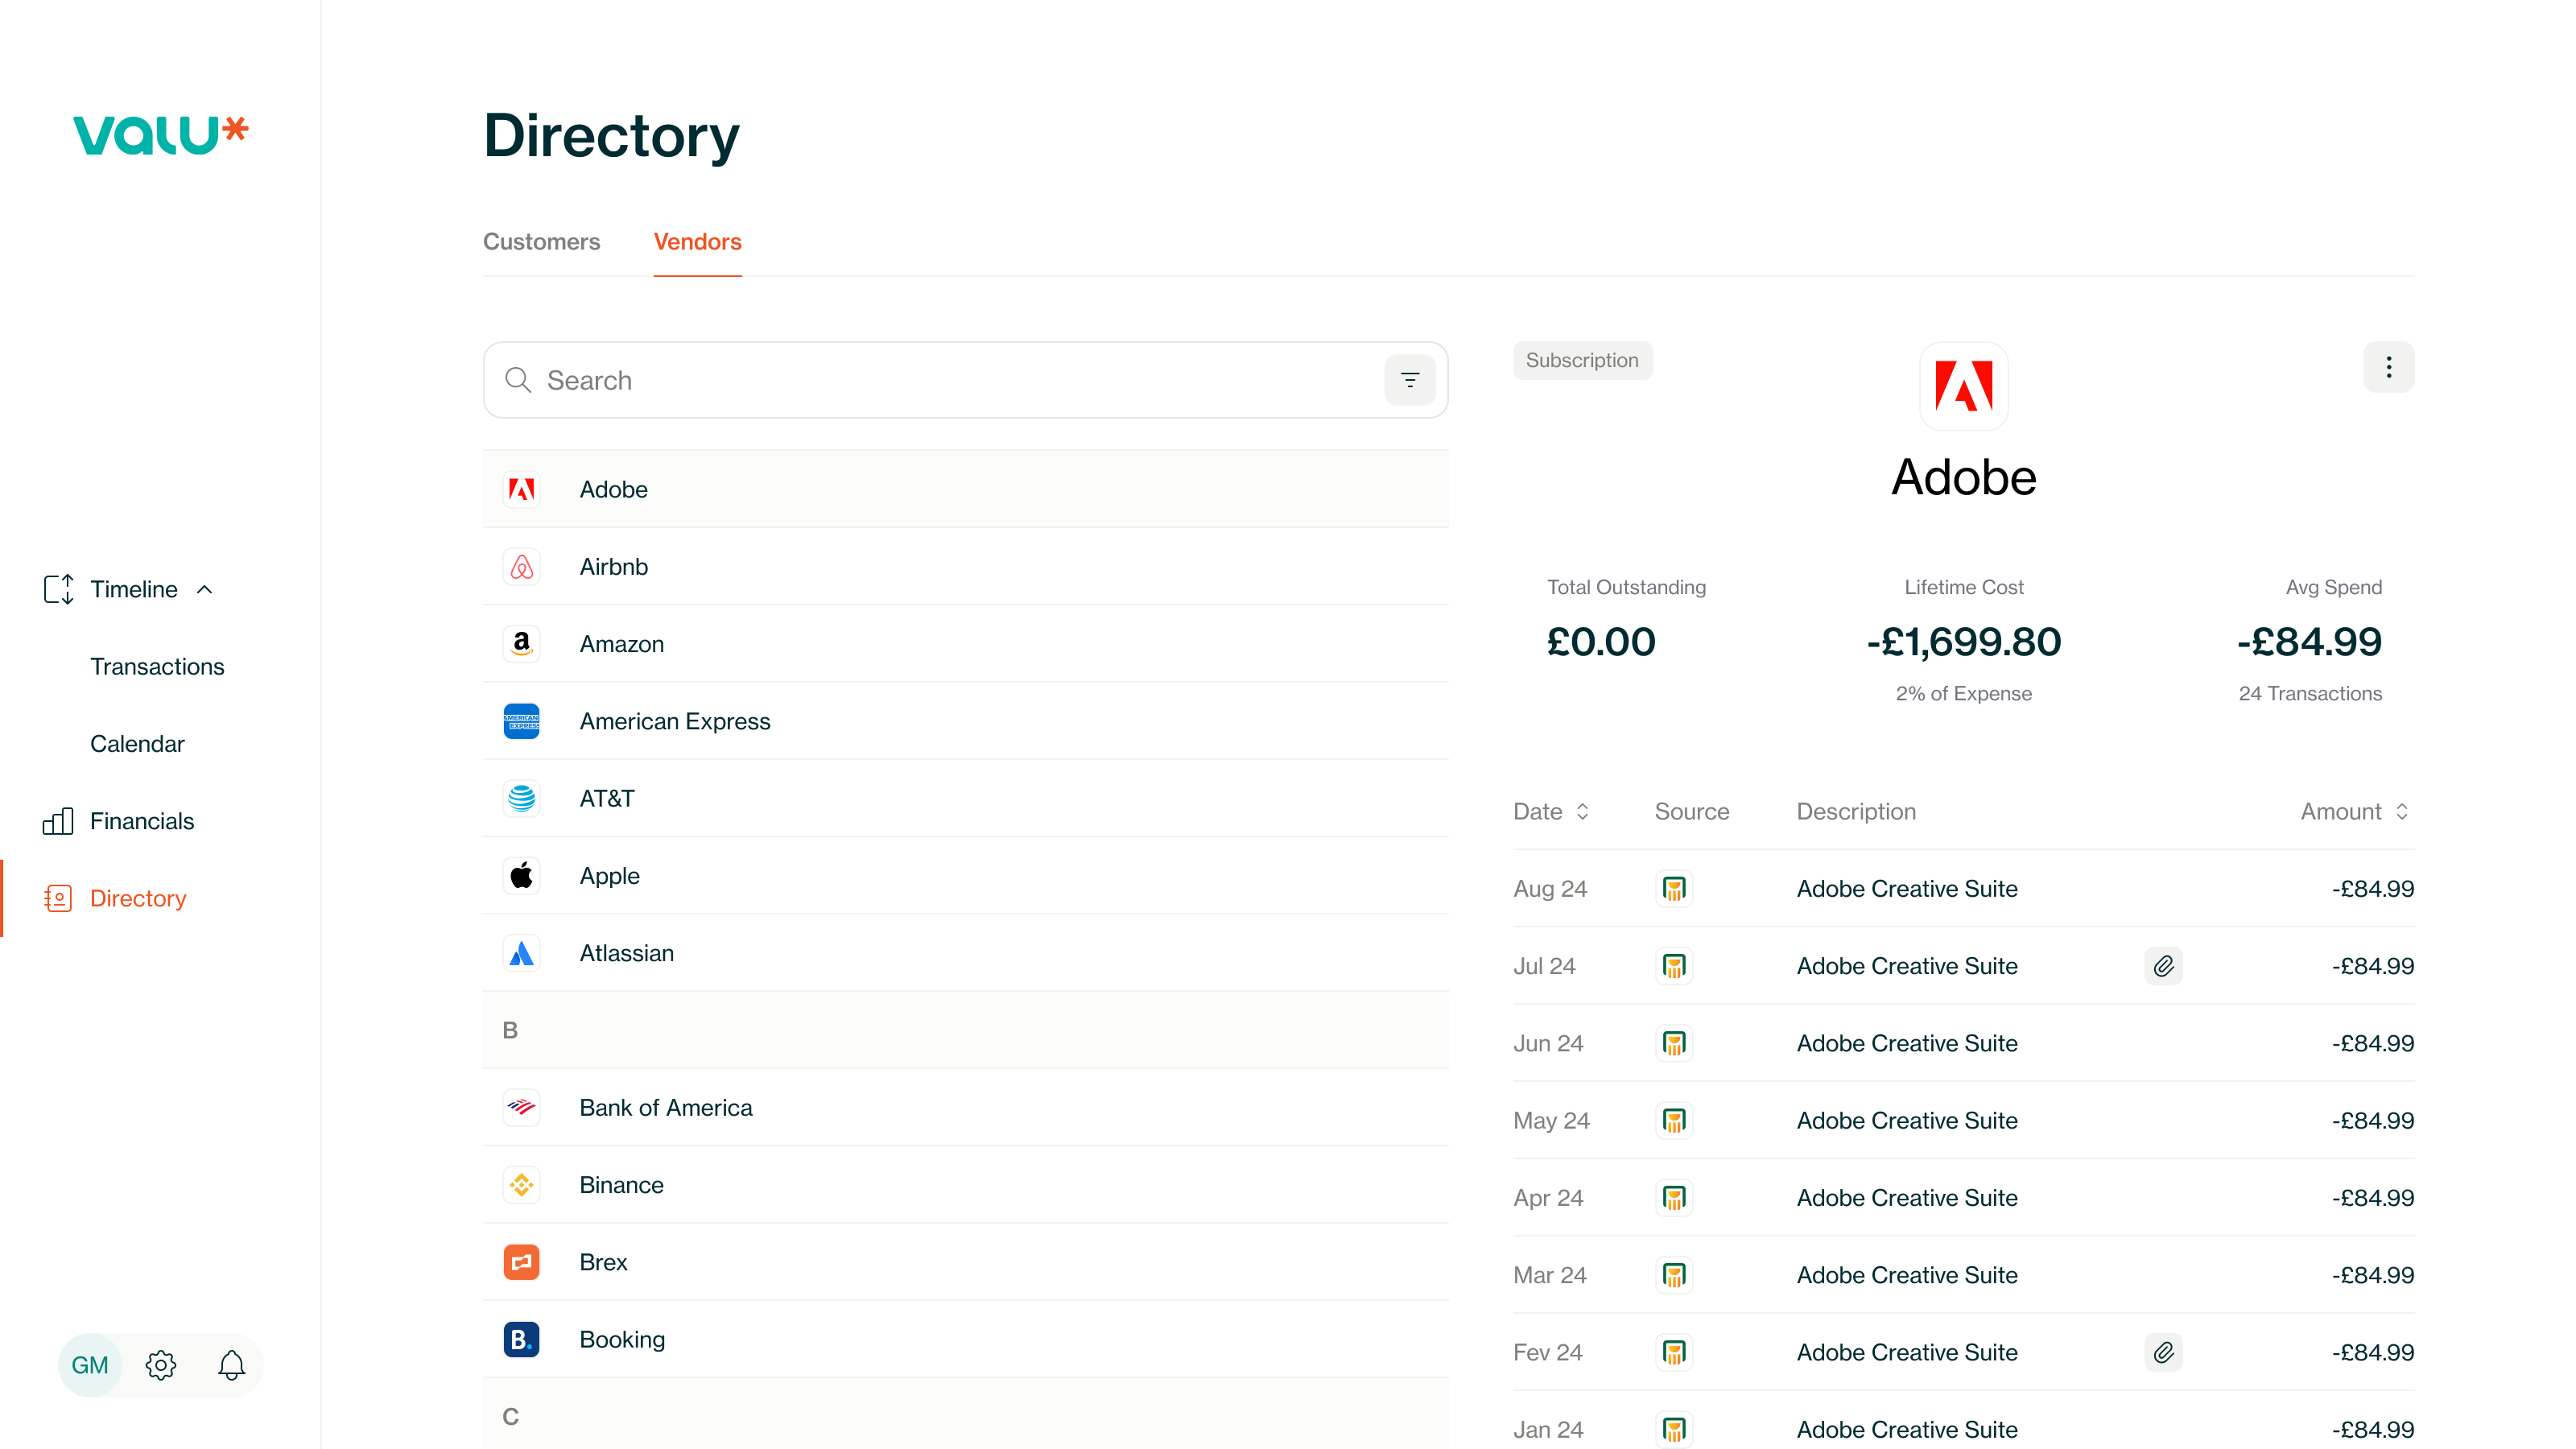 valu*
Timeline
Transactions
Calendar
Financials
Directory
GM
Directory
Customers Vendors
Search
Adobe
Airbnb
Amazon
AMERICAN EXPRESS American Express
AT&T
Apple
Atlassian
B
Bank of America
Binance
Brex
B. Booking
C
Subscription
Adobe
Total Outstanding Lifetime Cost Avg Spend
£0.00 -£1,699.80 -£84.99
2% of Expense 24 Transactions
Date Source Description Amount
Aug 24 Adobe Creative Suite -£84.99
Jul 24 Adobe Creative Suite -£84.99
Jun 24 Adobe Creative Suite -£84.99
May 24 Adobe Creative Suite -£84.99
Apr 24 Adobe Creative Suite -£84.99
Mar 24 Adobe Creative Suite -£84.99
Fev 24 Adobe Creative Suite -£84.99
Jan 24 Adobe Creative Suite -£84.99